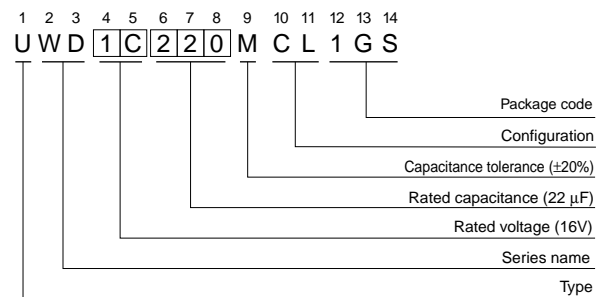 1 2 3 4 5 6 7 8 9 10 11 12 13 14
U W D 1 C 2 2 0 M C L 1 G S
Package code
Configuration
Capacitance tolerance (±20%)
Rated capacitance (22 µF)
Rated voltage (16V)
Series name
Type